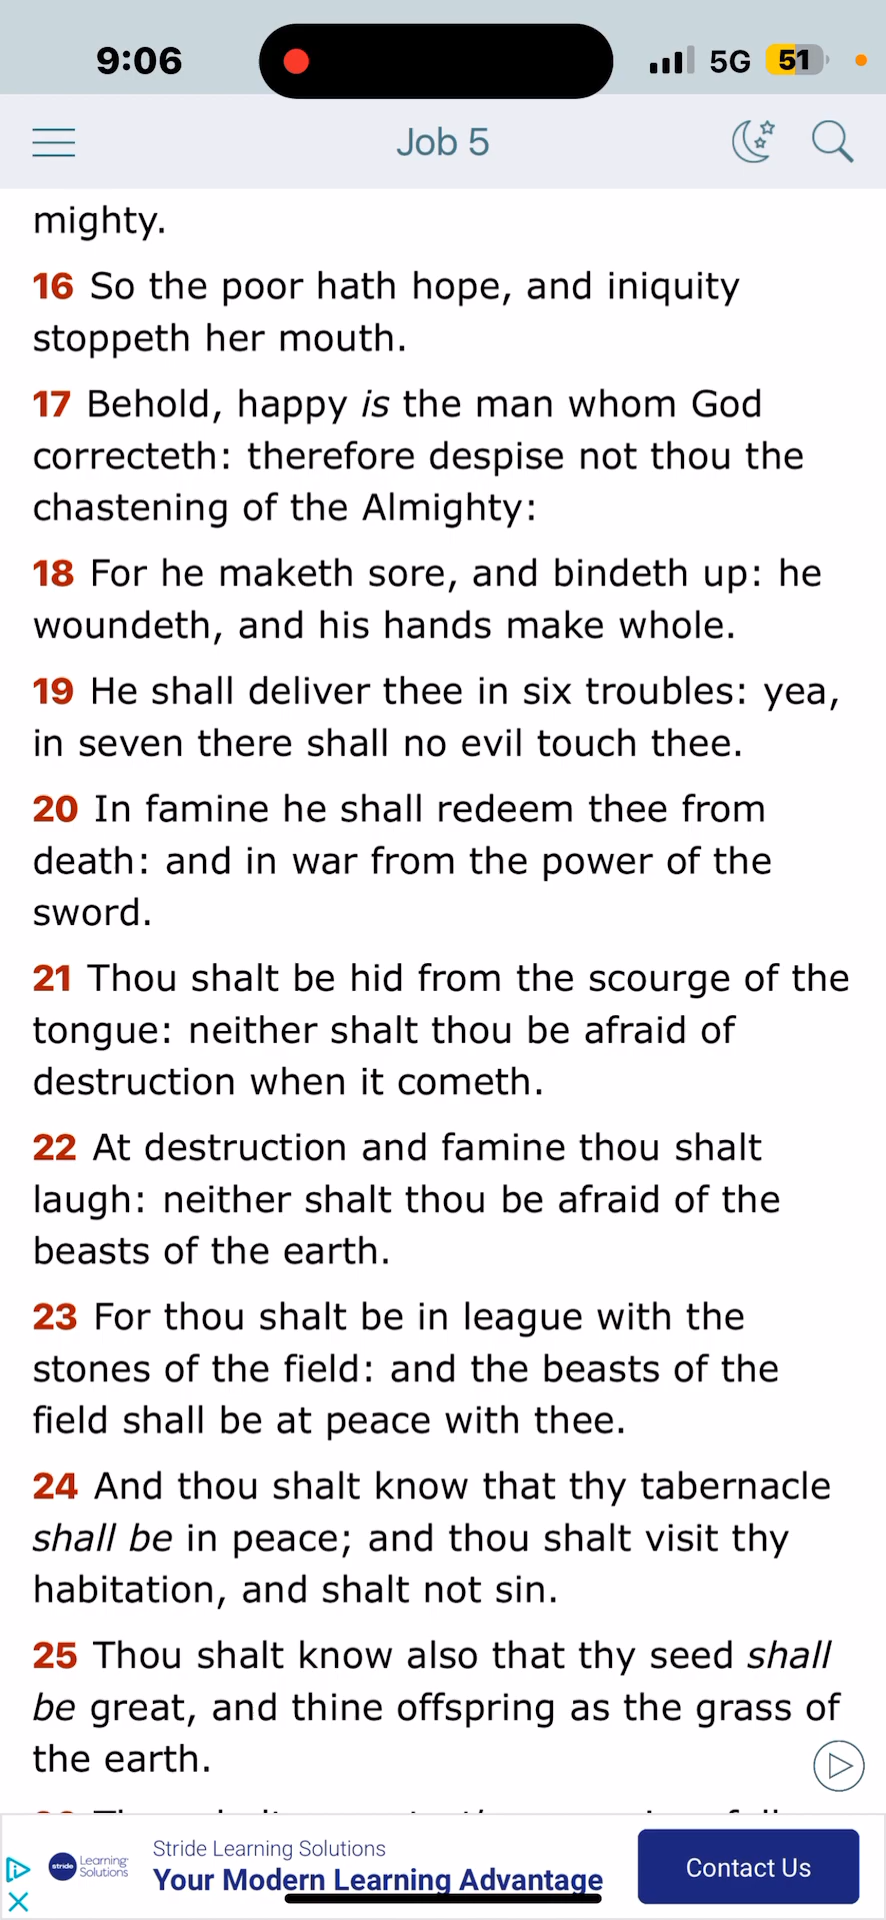 9:06
5G
51
Job 5
mighty.
16 So the poor hath hope, and iniquity
stoppeth her mouth.
17 Behold, happy is the man whom God
correcteth: therefore despise not thou the
chastening of the Almighty:
18 For he maketh sore, and bindeth up: he
woundeth, and his hands make whole.
19 He shall deliver thee in six troubles: yea,
in seven there shall no evil touch thee.
20 In famine he shall redeem thee from
death: and in war from the power of the
sword.
21 Thou shalt be hid from the scourge of the
tongue: neither shalt thou be afraid of
destruction when it cometh.
22 At destruction and famine thou shalt
laugh: neither shalt thou be afraid of the
beasts of the earth.
23 For thou shalt be in league with the
stones of the field: and the beasts of the
field shall be at peace with thee.
24 And thou shalt know that thy tabernacle
shall be in peace; and thou shalt visit thy
habitation, and shalt not sin.
25 Thou shalt know also that thy seed shall
be great, and thine offspring as the grass of
the earth.
stride Learning
Solutions
Stride Learning Solutions
Your Modern Learning Advantage
Contact Us